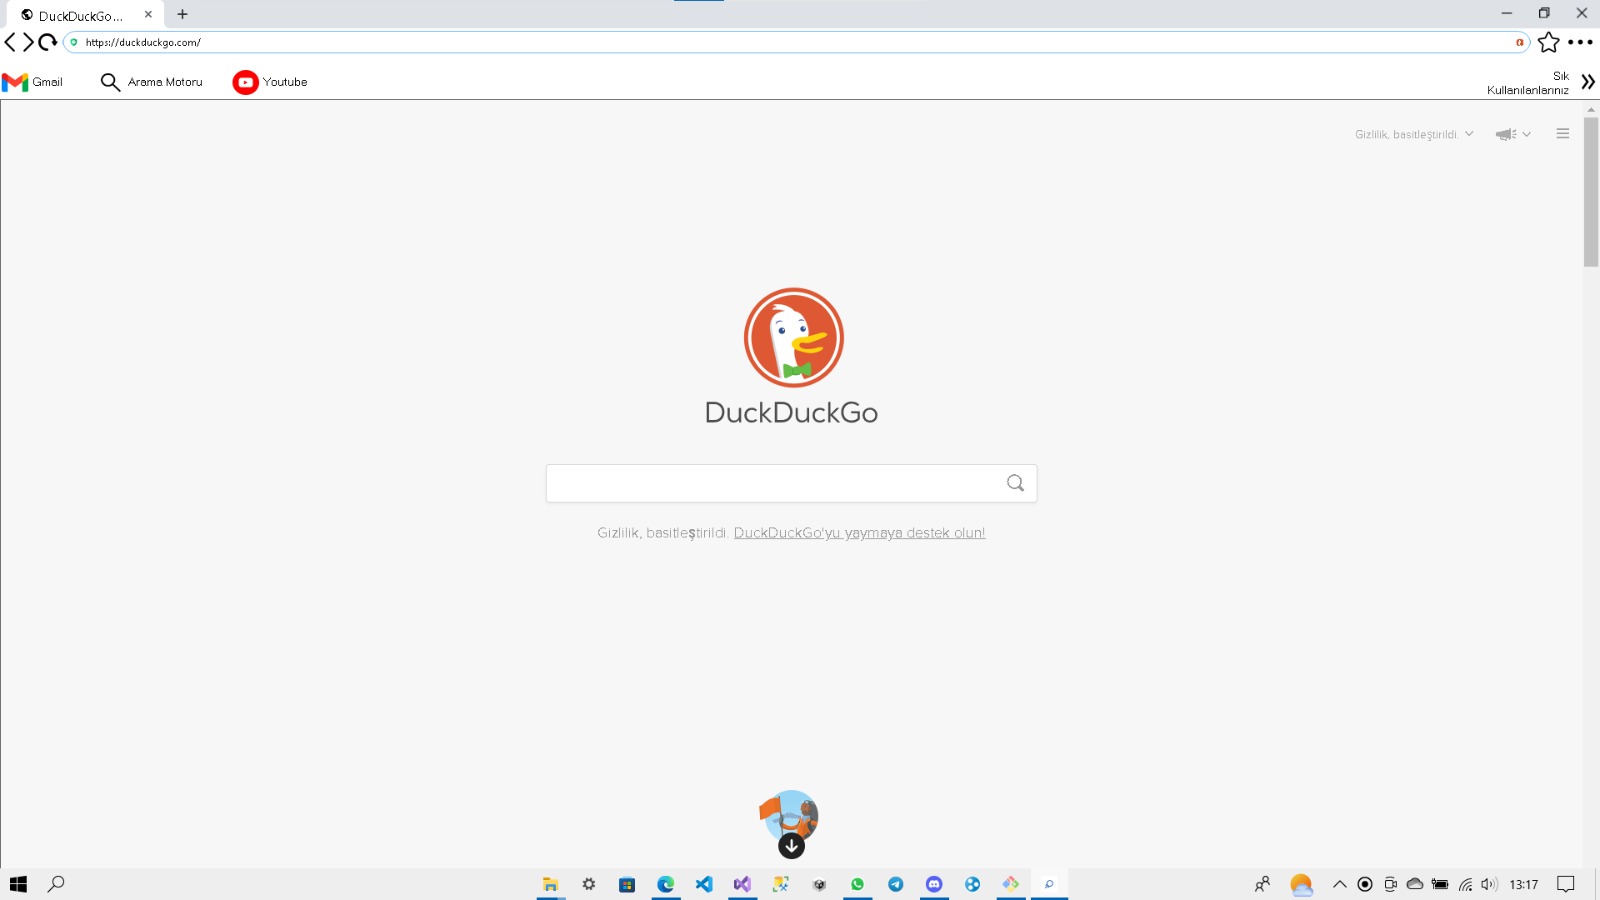 DuckDuckGo...
https://duckduckgo.com/
Gmail
Arama Motoru
Youtube
Sık
Kullanılanlarınız
Gizlilik, basitleştirildi.
DuckDuckGo
Gizlilik, basitleştirildi. DuckDuckGo'yu yaymaya destek olun!
13:17